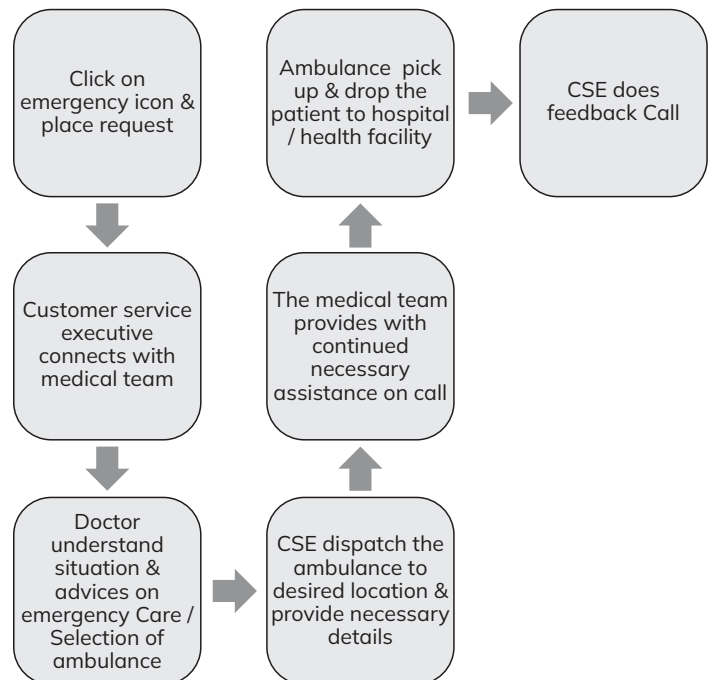 Click on
emergency icon &
place request
Customer service
executive
connects with
medical team
Doctor
understand
situation &
advices on
emergency Care /
Selection of
ambulance
CSE dispatch the
ambulance to
desired location &
provide necessary
details
The medical team
provides with
continued
necessary
assistance on call
Ambulance pick
up & drop the
patient to hospital
/ health facility
CSE does
feedback Call